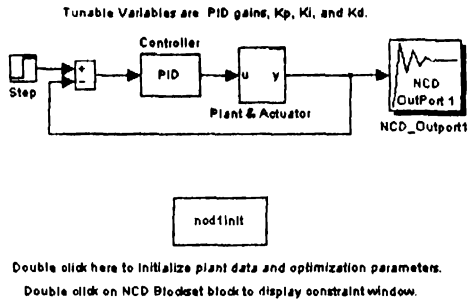 Tunable Variables are PID gains, Kp, Ki, and Kd.
Controller
+
−
PID
u y
NCD
OutPort 1
Step
Plant & Actuator
NCD_Outport1
nod1init
Double click here to initialize plant data and optimization parameters.
Double click on NCD Blockset block to display constraint window.